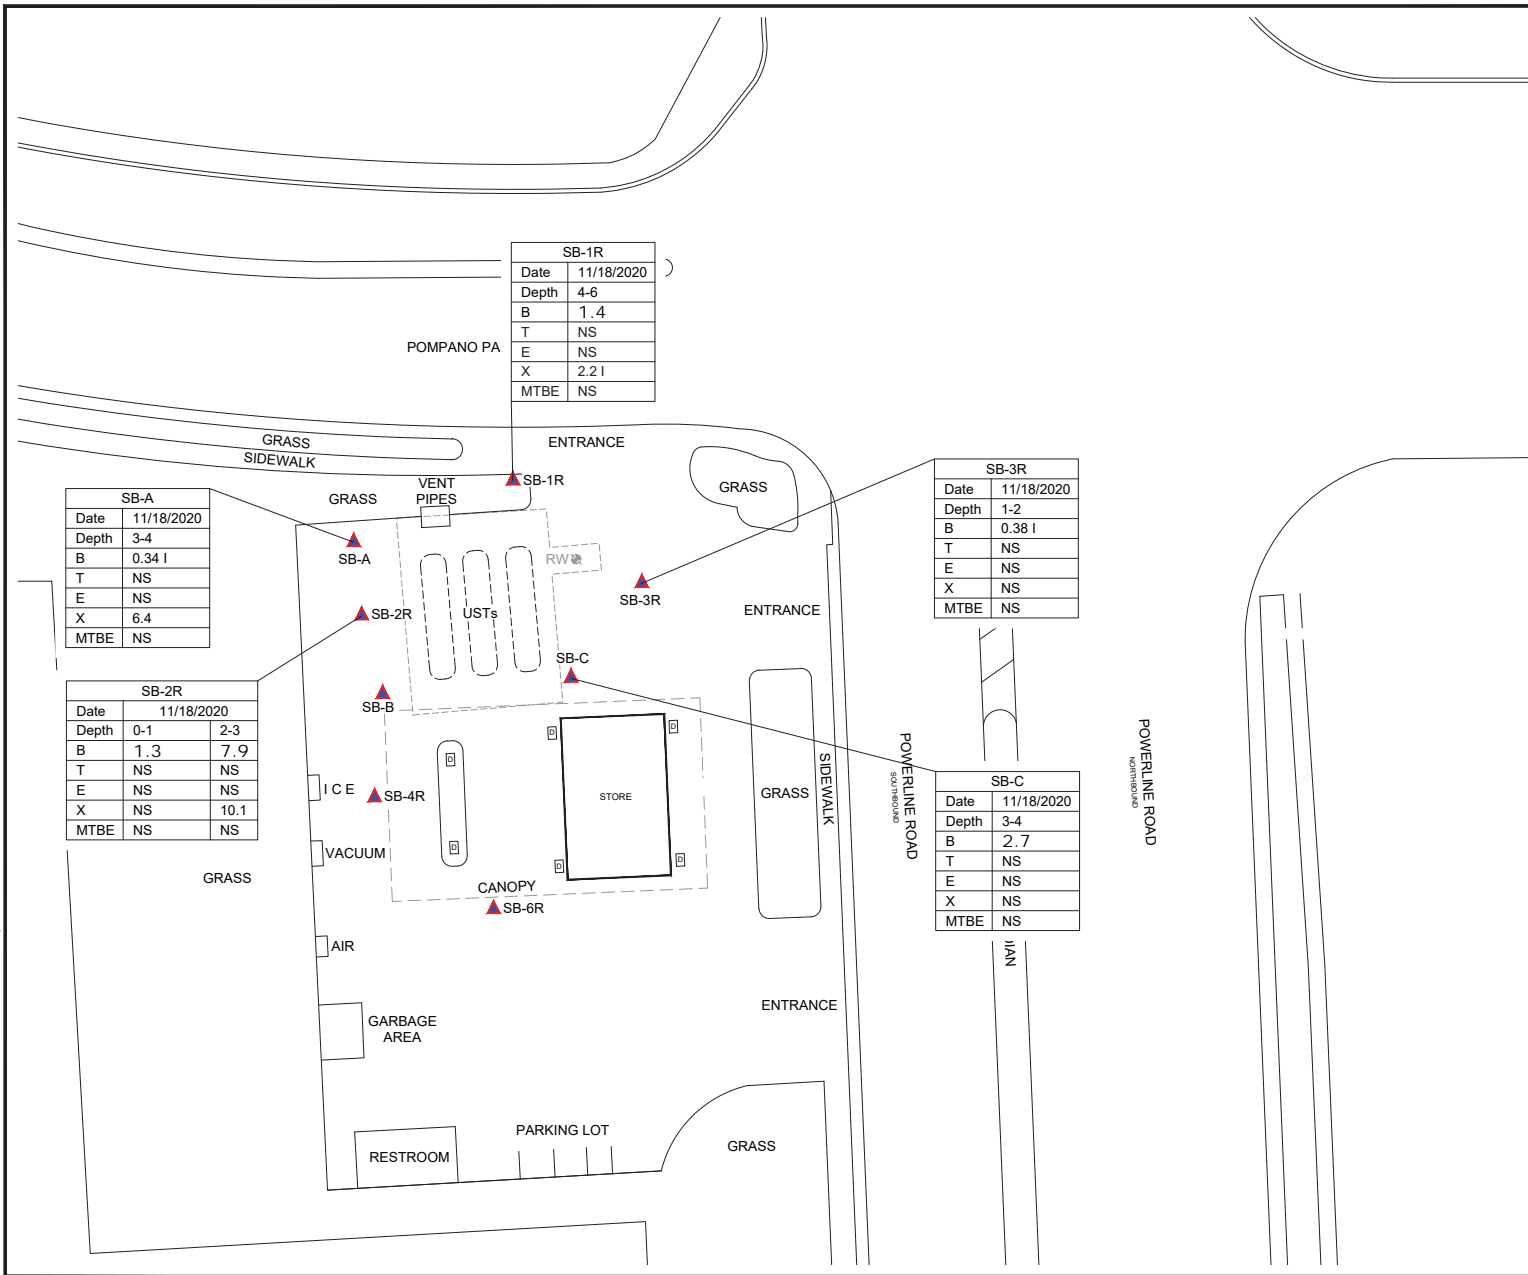 SB-1R
Date 11/18/2020
Depth 4-6
B 1.4
T NS
E NS
X 2.2 I
MTBE NS
POMPANO PA
GRASS
SIDEWALK
ENTRANCE
SB-1R
VENT
PIPES
GRASS
GRASS
SB-3R
Date 11/18/2020
Depth 1-2
B 0.38 I
T NS
E NS
X NS
MTBE NS
SB-A
Date 11/18/2020
Depth 3-4
B 0.34 I
T NS
E NS
X 6.4
MTBE NS
SB-A
RW
SB-3R
SB-2R
USTs
ENTRANCE
SB-C
SB-2R
Date 11/18/2020
Depth 0-1 2-3
B 1.3 7.9
T NS NS
E NS NS
X NS 10.1
MTBE NS NS
SB-B
D
D
D
D
D
D
ICE
SB-4R
STORE
GRASS
SIDEWALK
POWERLINE ROAD
SOUTHBOUND
POWERLINE ROAD
NORTHBOUND
SB-C
Date 11/18/2020
Depth 3-4
B 2.7
T NS
E NS
X NS
MTBE NS
VACUUM
GRASS
CANOPY
SB-6R
AIR
DIAN
GARBAGE
AREA
ENTRANCE
PARKING LOT
RESTROOM
GRASS